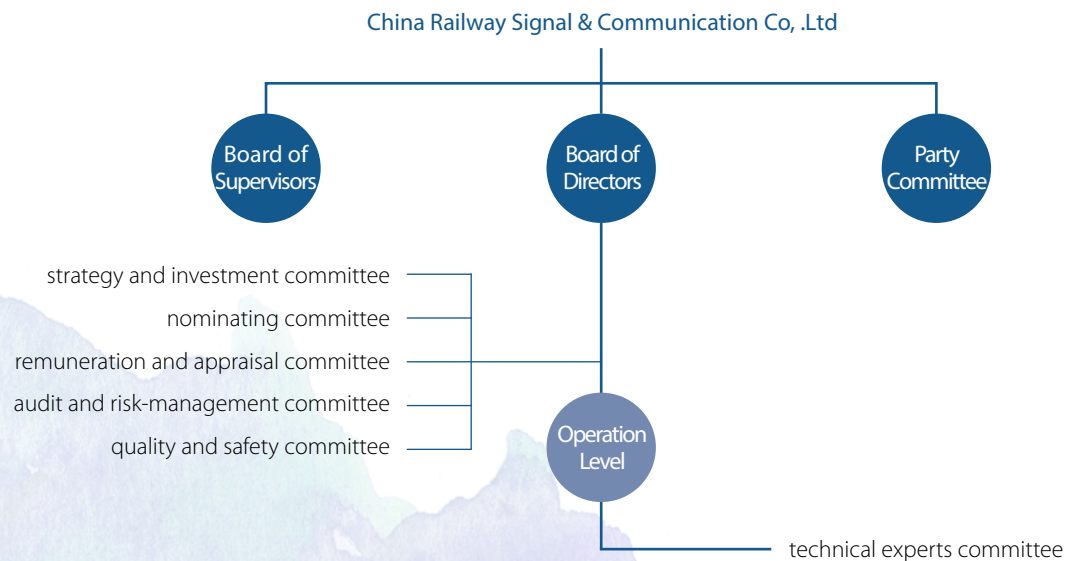 China Railway Signal & Communication Co, .Ltd
Board of
Supervisors
Board of
Directors
Party
Committee
strategy and investment committee
nominating committee
remuneration and appraisal committee
audit and risk-management committee
quality and safety committee
Operation
Level
technical experts committee